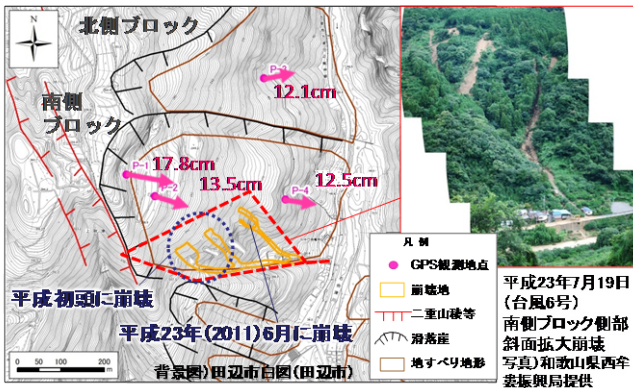 北側ブロック
南側
ブロック
P-3
12.1cm
P-1
17.8cm
P-2
13.5cm
P-4
12.5cm
平成初頭に崩壊
平成23年(2011)6月に崩壊
背景図)田辺市白図(田辺市)
0 50 100 200
m
凡 例
GPS観測地点
崩壊地
二重山稜等
滑落崖
地すべり地形
平成23年7月19日
(台風6号)
南側ブロック側部
斜面拡大崩壊
写真)和歌山県西牟
婁振興局提供